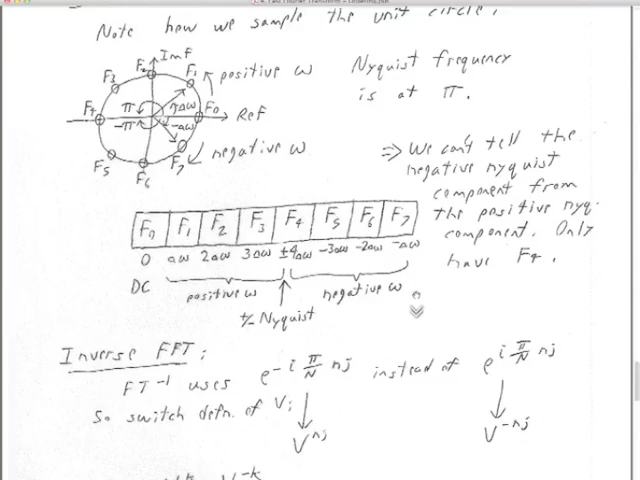 Note how we sample the unit circle.
Im F
F2
F1
F3
positive ω
Nyquist frequency
is at π.
F4
π
Δω
F0
Re F
-π
-Δω
F5
F6
F7
negative ω
=> We can't tell the
negative nyquist
component from
the positive nyq.
component. Only
have F4.
F0 F1 F2 F3 F4 F5 F6 F7
0 Δω 2Δω 3Δω ±4Δω -3Δω -2Δω -Δω
DC
positive ω
negative ω
+/- Nyquist
Inverse FFT:
FT^-1 uses e^{-i π/N nj} instead of e^{i π/N nj}
So switch defn. of V;
V^{nj}
V^{-nj}
V^{-k}